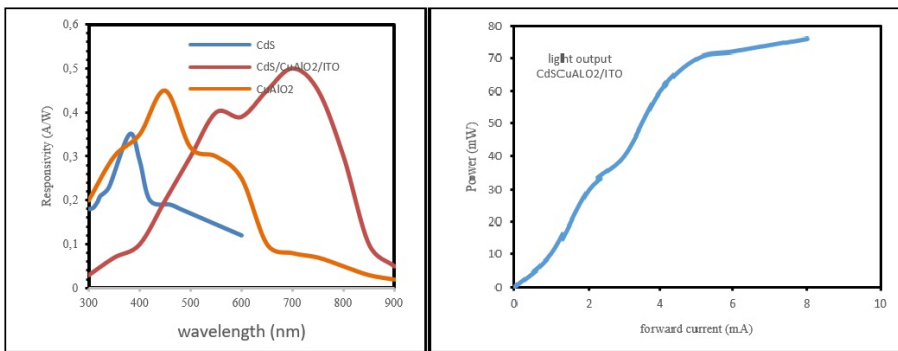 0,6
0,5
0,4
0,3
0,2
0,1
0
Responsivity (A/W)
CdS
CdS/CuAlO2/ITO
CuAlO2
300 400 500 600 700 800 900
wavelength (nm)
80
70
60
50
40
30
20
10
0
Power (mW)
light output
CdSCuALO2/ITO
0 2 4 6 8 10
forward current (mA)